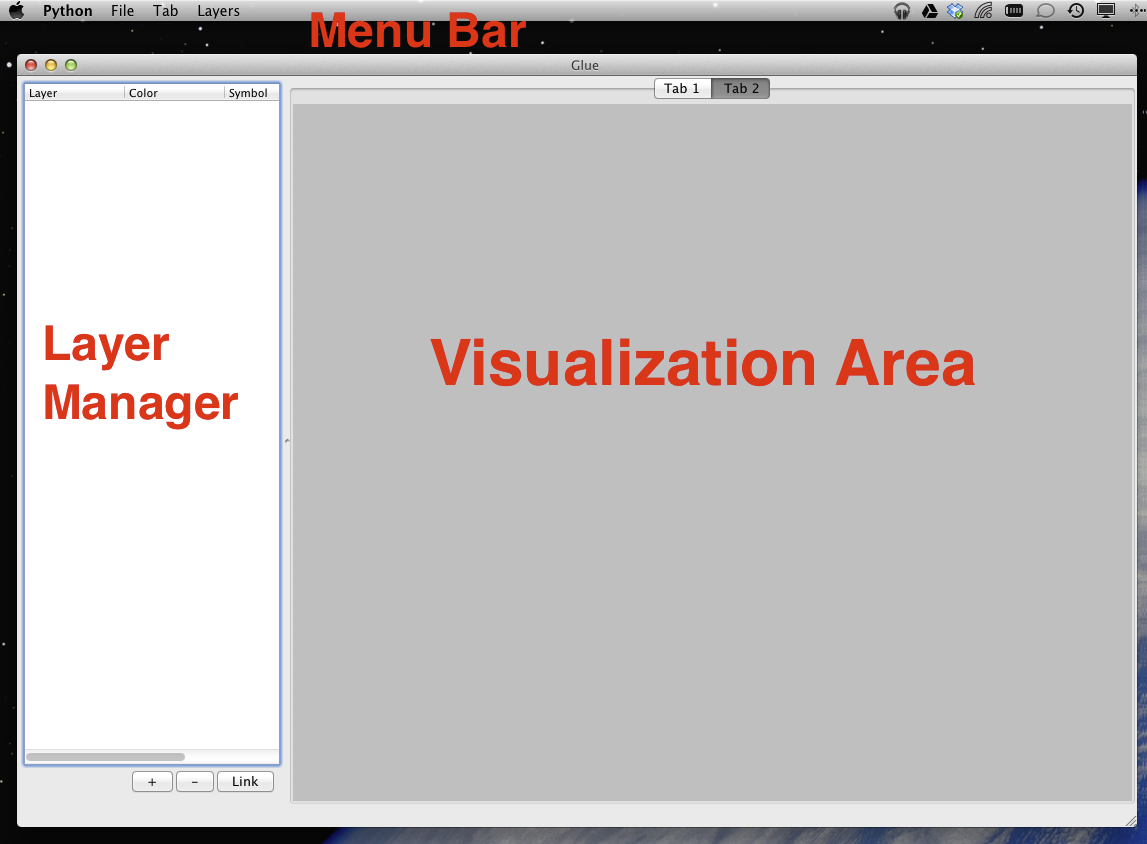 Python File Tab Layers
Menu Bar
Glue
Layer Color Symbol
Tab 1 Tab 2
Layer
Manager
Visualization Area
+ - Link